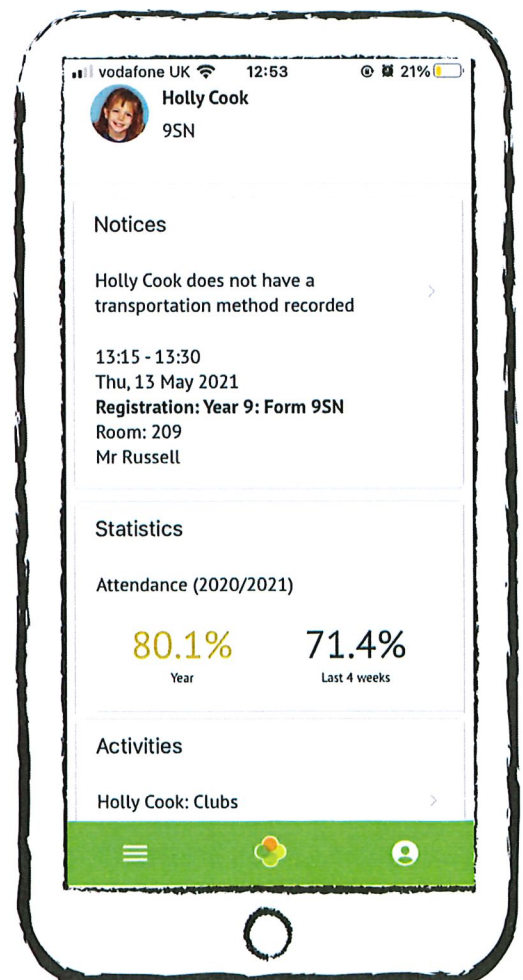 vodafone UK 12:53 21%
Holly Cook
9SN
Notices
Holly Cook does not have a
transportation method recorded
13:15 - 13:30
Thu, 13 May 2021
Registration: Year 9: Form 9SN
Room: 209
Mr Russell
Statistics
Attendance (2020/2021)
80.1% 71.4%
Year Last 4 weeks
Activities
Holly Cook: Clubs